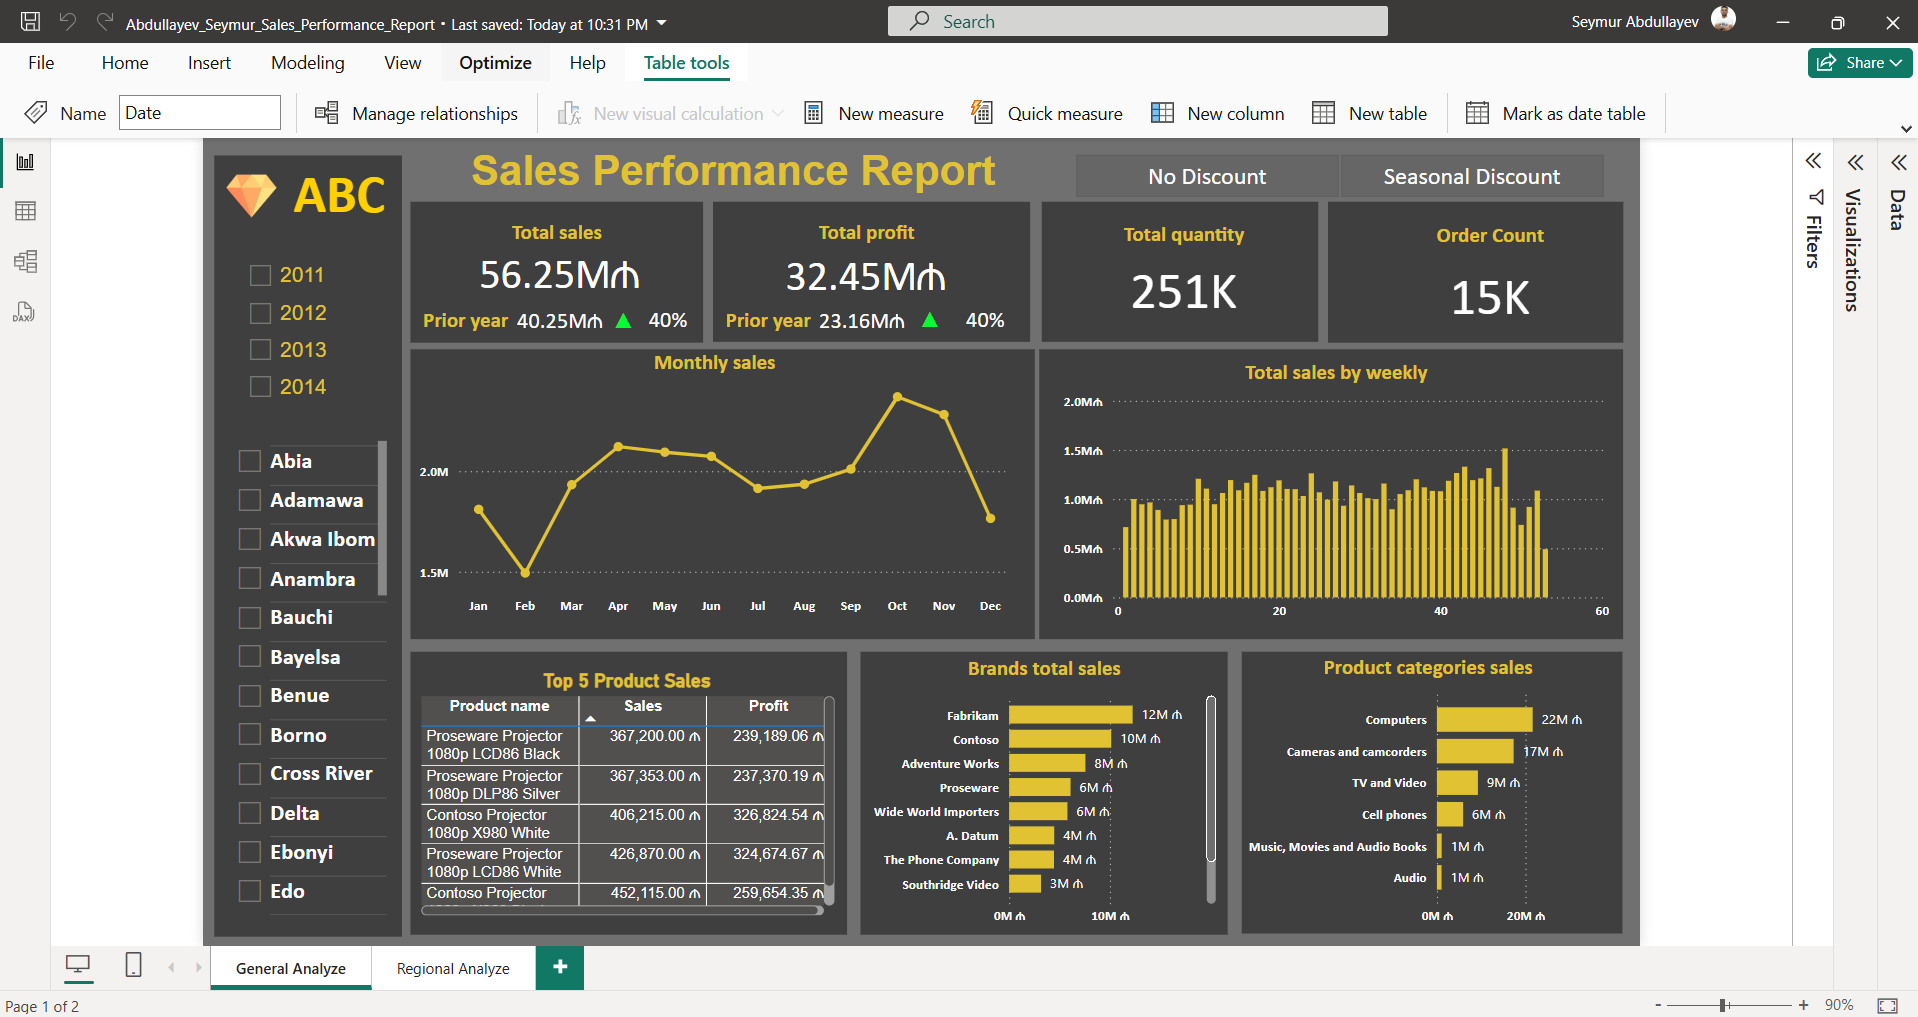 Abdullayev_Seymur_Sales_Performance_Report • Last saved: Today at 10:31 PM
Search
Seymur Abdullayev
File Home Insert Modeling View Optimize Help Table tools
Share
Name Date
Manage relationships
New visual calculation
New measure
Quick measure
New column
New table
Mark as date table
DAX
ABC
2011
2012
2013
2014
Abia
Adamawa
Akwa Ibom
Anambra
Bauchi
Bayelsa
Benue
Borno
Cross River
Delta
Ebonyi
Edo
Sales Performance Report
No Discount
Seasonal Discount
Total sales
56.25M₼
Prior year 40.25M₼ ▲ 40%
Total profit
32.45M₼
Prior year 23.16M₼ ▲ 40%
Total quantity
251K
Order Count
15K
Monthly sales
2.0M
1.5M
Jan Feb Mar Apr May Jun Jul Aug Sep Oct Nov Dec
Total sales by weekly
2.0M₼
1.5M₼
1.0M₼
0.5M₼
0.0M₼
0 20 40 60
Top 5 Product Sales
Product name Sales Profit
Proseware Projector 367,200.00 ₼ 239,189.06 ₼
1080p LCD86 Black
Proseware Projector 367,353.00 ₼ 237,370.19 ₼
1080p DLP86 Silver
Contoso Projector 406,215.00 ₼ 326,824.54 ₼
1080p X980 White
Proseware Projector 426,870.00 ₼ 324,674.67 ₼
1080p LCD86 White
Contoso Projector 452,115.00 ₼ 259,654.35 ₼
Brands total sales
Fabrikam 12M ₼
Contoso 10M ₼
Adventure Works 8M ₼
Proseware 6M ₼
Wide World Importers 6M ₼
A. Datum 4M ₼
The Phone Company 4M ₼
Southridge Video 3M ₼
0M ₼ 10M ₼
Product categories sales
Computers 22M ₼
Cameras and camcorders 17M ₼
TV and Video 9M ₼
Cell phones 6M ₼
Music, Movies and Audio Books 1M ₼
Audio 1M ₼
0M ₼ 20M ₼
Filters
Visualizations
Data
General Analyze
Regional Analyze
+
Page 1 of 2
- + 90%